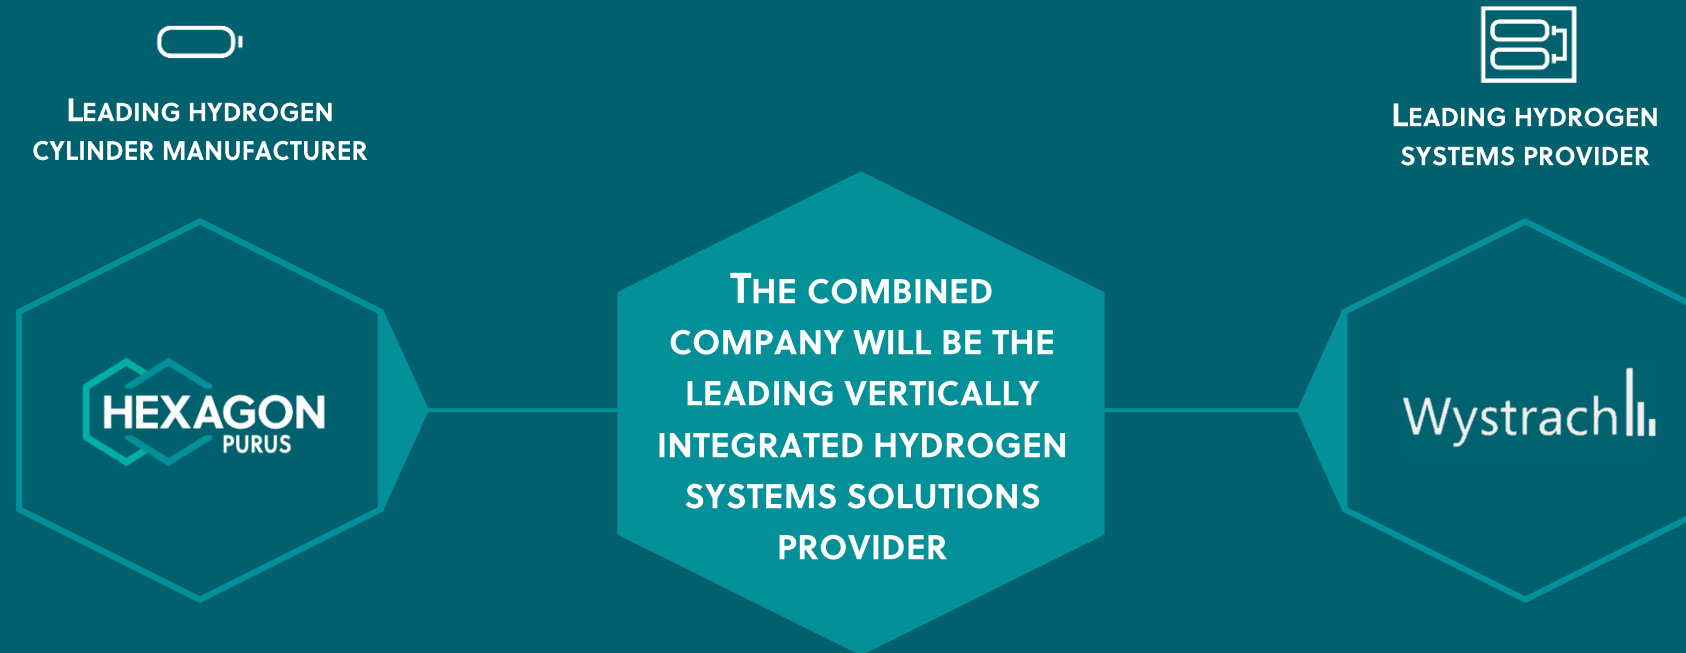 LEADING HYDROGEN
CYLINDER MANUFACTURER
LEADING HYDROGEN
SYSTEMS PROVIDER
HEXAGON
PURUS
THE COMBINED
COMPANY WILL BE THE
LEADING VERTICALLY
INTEGRATED HYDROGEN
SYSTEMS SOLUTIONS
PROVIDER
Wystrach